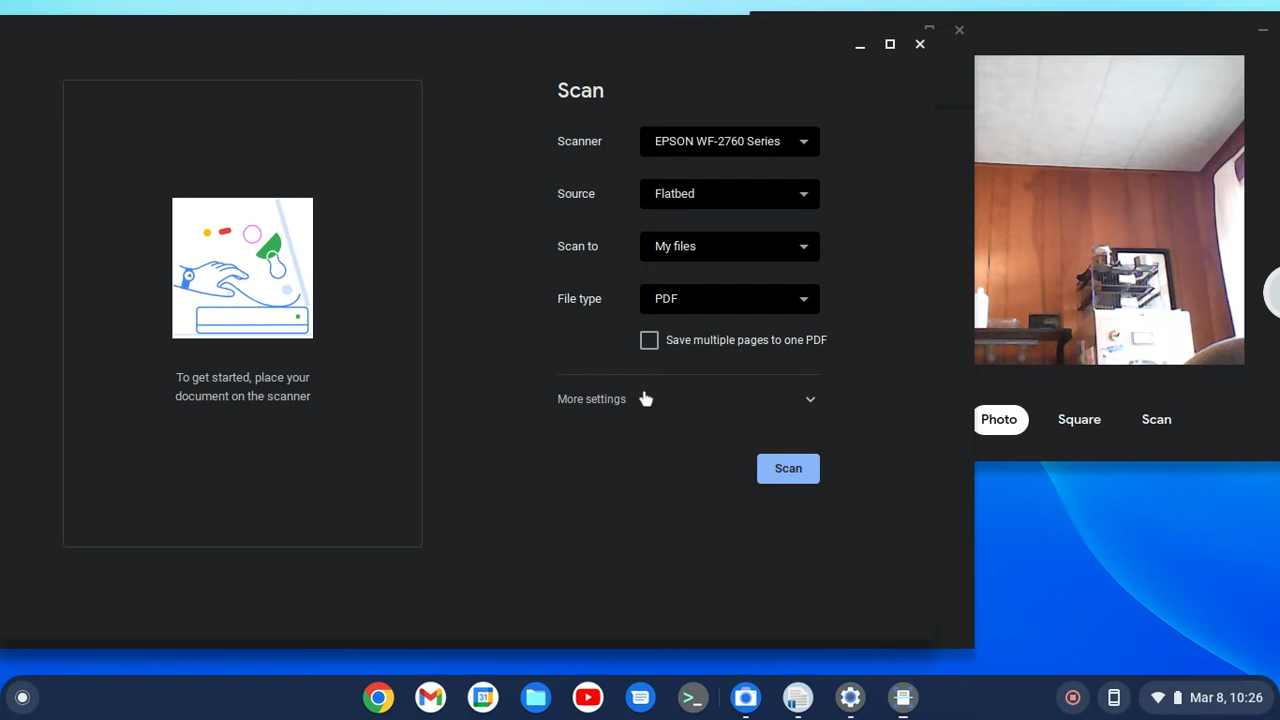 Scan
Scanner
EPSON WF-2760 Series
Source
Flatbed
Scan to
My files
File type
PDF
Save multiple pages to one PDF
More settings
Scan
To get started, place your
document on the scanner
Photo
Square
Scan
31
Mar 8, 10:26